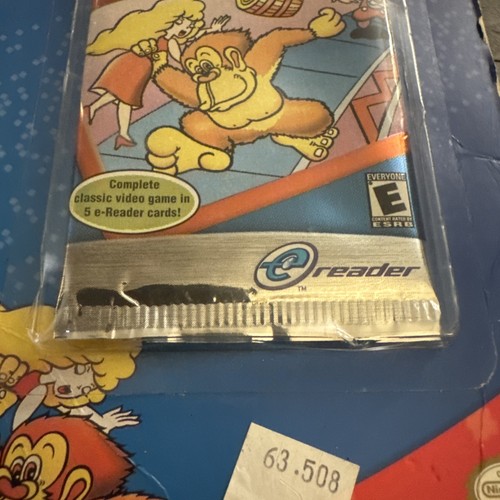 Complete
classic video game in
5 e-Reader cards!
EVERYONE
E
CONTENT RATED BY
ESRB
e reader
TM
63.508